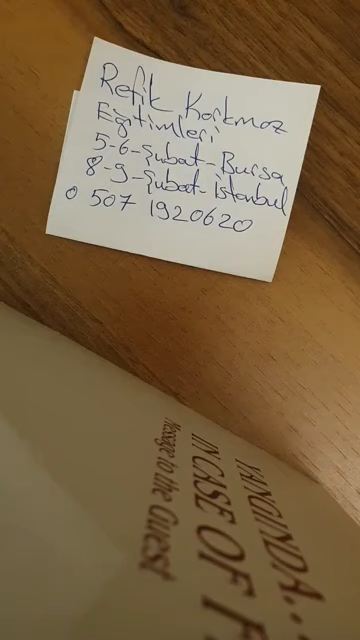 Refik Korkmoz
Eğitimleri
5-6-Şubat-Bursa
8-9-Şubat-İstanbul
0 507 1920620
YANGINDA..
IN CASE OF F
Message to the Guest